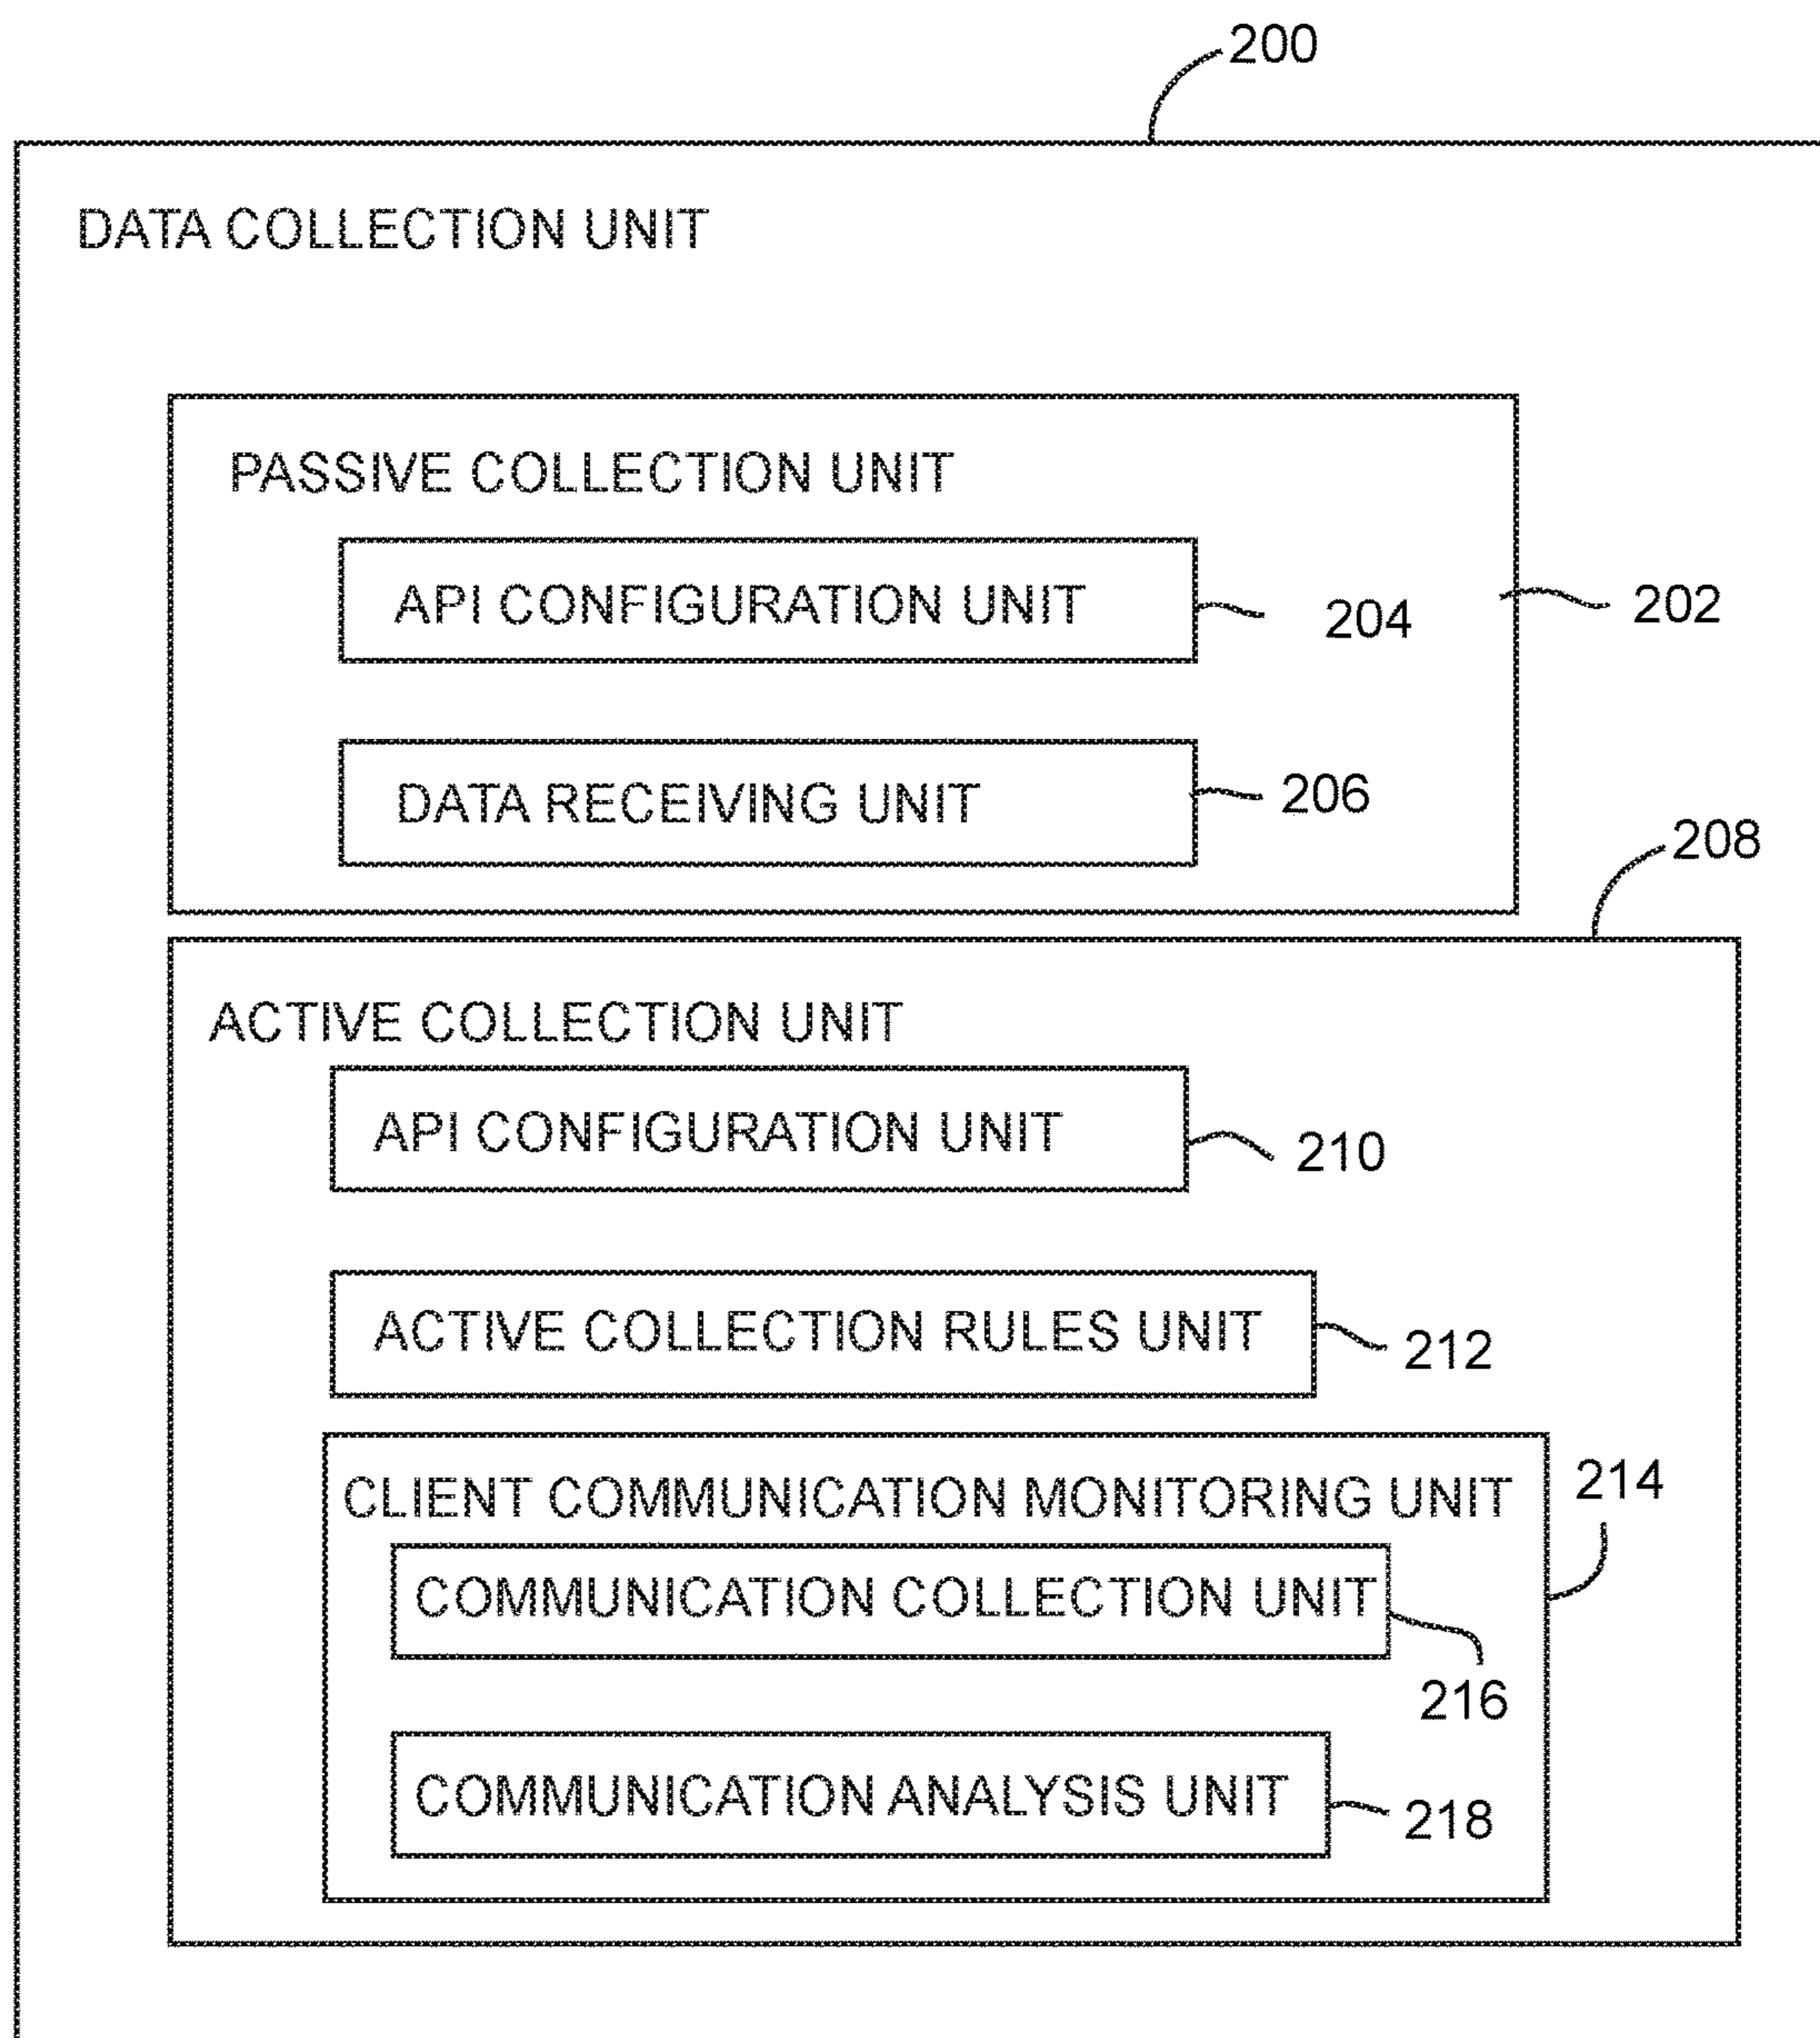 200
DATA COLLECTION UNIT
PASSIVE COLLECTION UNIT
API CONFIGURATION UNIT
204
202
DATA RECEIVING UNIT
206
208
ACTIVE COLLECTION UNIT
API CONFIGURATION UNIT
210
ACTIVE COLLECTION RULES UNIT
212
CLIENT COMMUNICATION MONITORING UNIT
214
COMMUNICATION COLLECTION UNIT
216
COMMUNICATION ANALYSIS UNIT
218